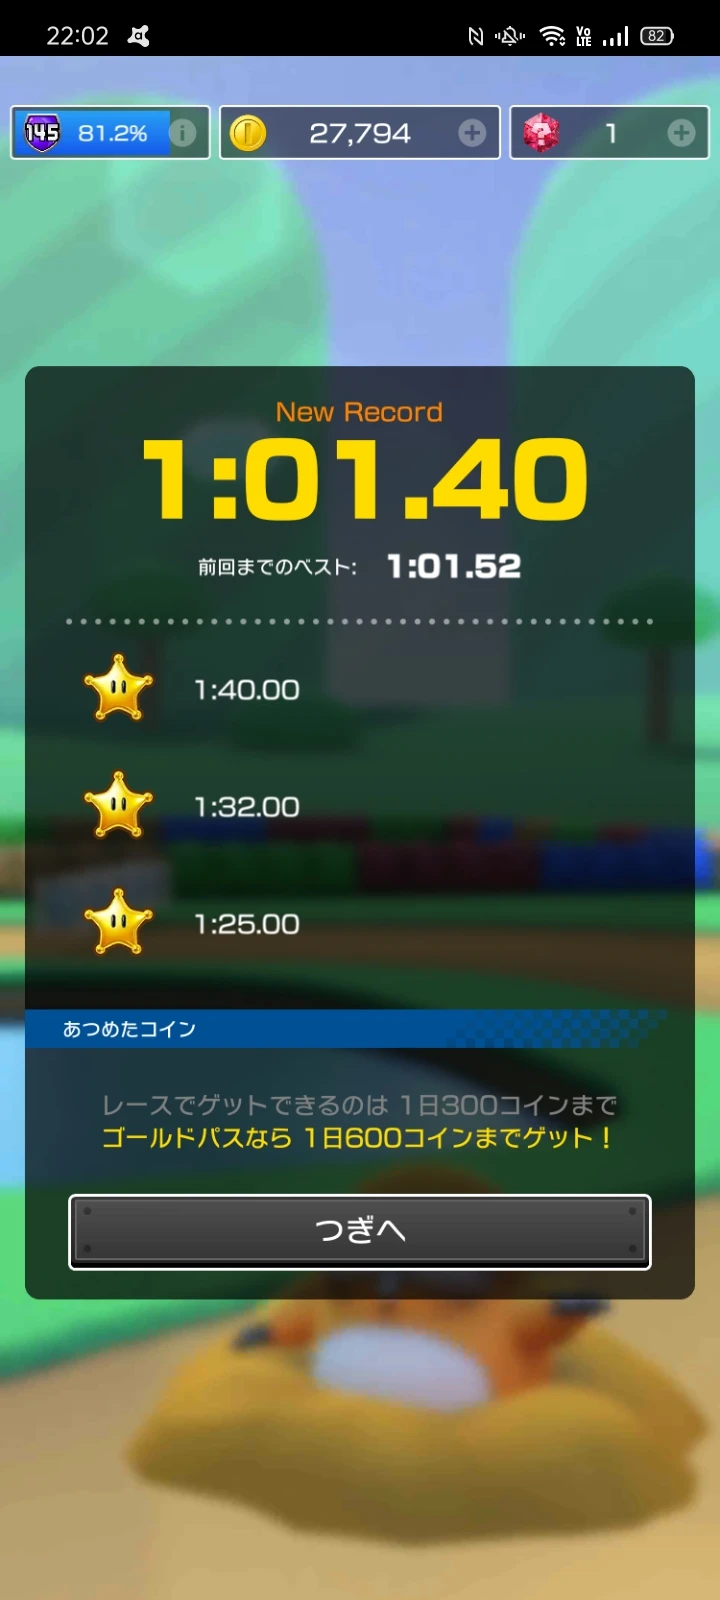 22:02
Vo LTE
82
145 81.2% i
27,794
1
New Record
1:01.40
前回までのベスト: 1:01.52
1:40.00
1:32.00
1:25.00
あつめたコイン
レースでゲットできるのは 1日300コインまで
ゴールドパスなら 1日600コインまでゲット！
つぎへ